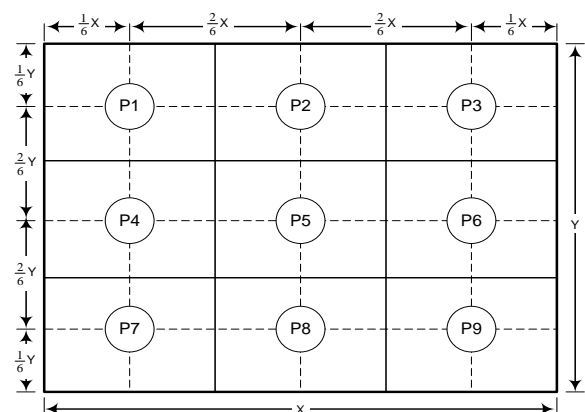 1/6 X 2/6 X 2/6 X 1/6 X
1/6 Y
P1 P2 P3
2/6 Y
P4 P5 P6
Y
2/6 Y
P7 P8 P9
1/6 Y
X